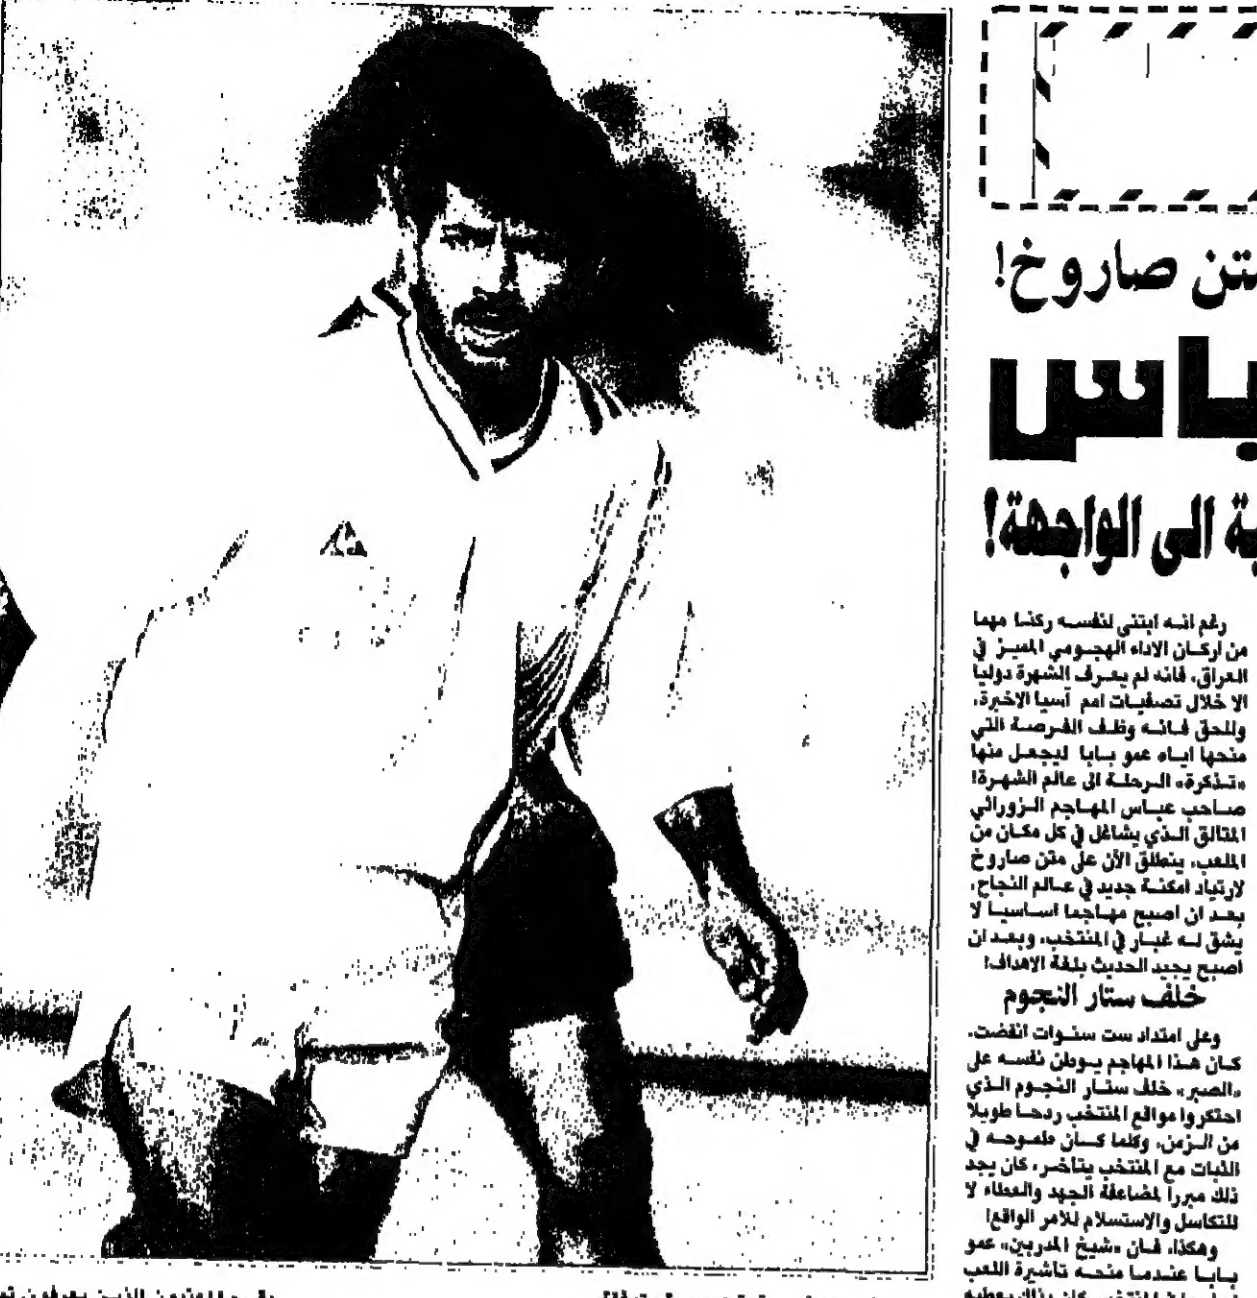 متن صاروخ!
باس
ية الى الواجهة!
رغم انه ابتنى لنفسه ركنا مهما
من اركان الاداء الهجومي المميز في
العراق، فانه لم يعرف الشهرة دوليا
الا خلال تصفيات امم آسيا الاخيرة،
وللحق فانه وظف الفرصة التي
منحها اياه عمو بابا ليجعل منها
«تذكرة» الرحلة الى عالم الشهرة!
صاحب عباس المهاجم الزورائي
المتألق الذي يشاغل في كل مكان من
الملعب، ينطلق الآن على متن صاروخ
لارتياد امكنة جديد في عالم النجاح،
بعد ان اصبح مهاجما اساسيا لا
يشق له غبار في المنتخب، وبعد ان
اصبح يجيد الحديث بلغة الاهداف!
خلف ستار النجوم
وعلى امتداد ست سنوات انقضت،
كان هذا المهاجم يوطن نفسه على
«الصبر» خلف ستار النجوم الذي
احتكروا مواقع المنتخب ردحا طويلا
من الزمن، وكلما كان طموحه في
الثبات مع المنتخب يتأخر، كان يجد
ذلك مبررا لمضاعفة الجهد والعطاء لا
للتكاسل والاستسلام للامر الواقع!
وهكذا، فان «شيخ المدربين» عمو
بابا عندما منحه تأشيرة اللعب